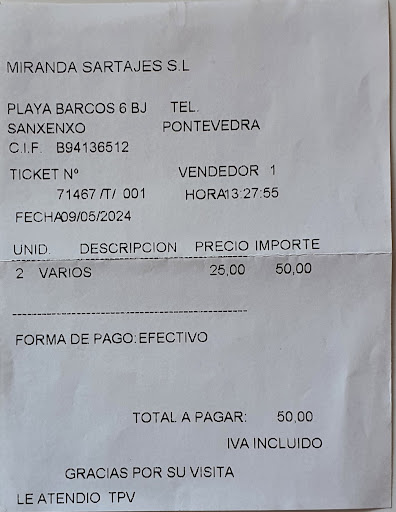 MIRANDA SARTAJES S.L
PLAYA BARCOS 6 BJ TEL.
SANXENXO PONTEVEDRA
C.I.F. B94136512
TICKET Nº VENDEDOR 1
71467 /T/ 001 HORA13:27:55
FECHA09/05/2024
UNID. DESCRIPCION PRECIO IMPORTE
2 VARIOS 25,00 50,00
FORMA DE PAGO:EFECTIVO
TOTAL A PAGAR: 50,00
IVA INCLUIDO
GRACIAS POR SU VISITA
LE ATENDIO TPV